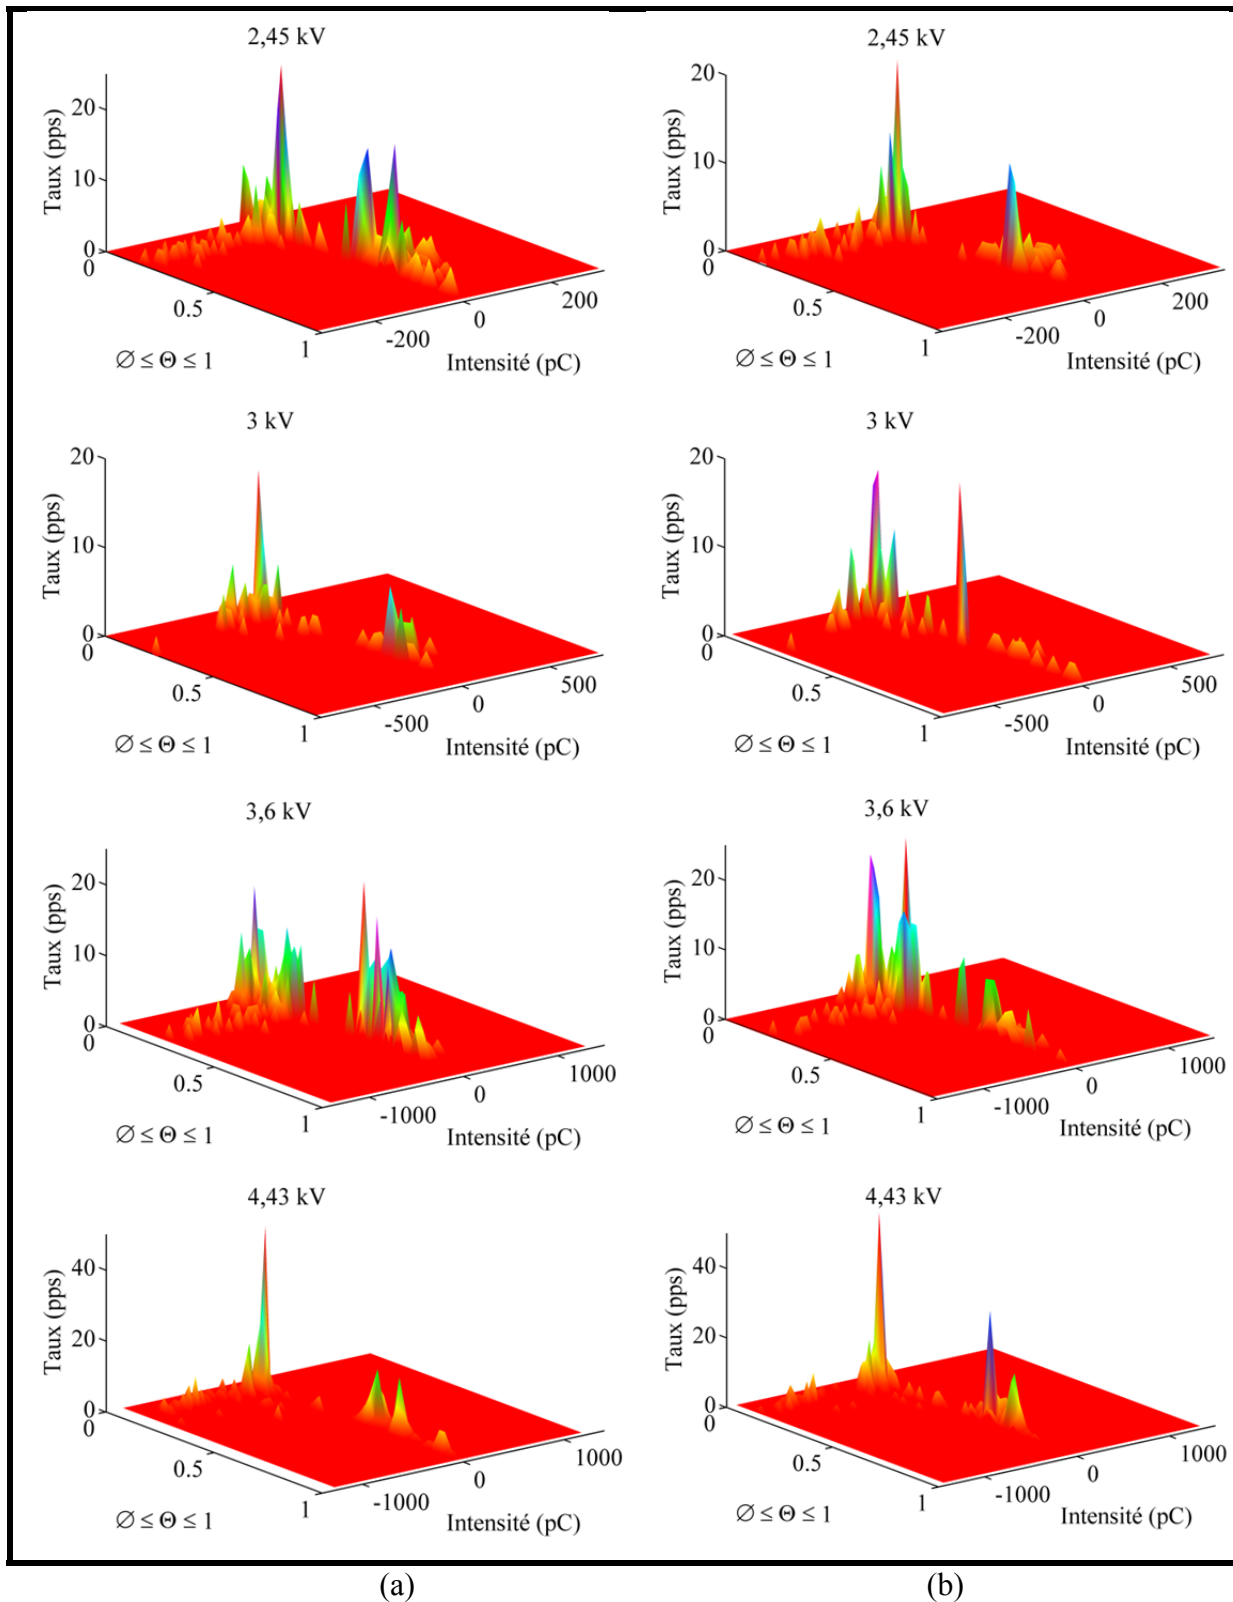 2,45 kV
Taux (pps)
20
10
0
0
0.5
1
-200
0
200
∅ ≤ Θ ≤ 1
Intensité (pC)
2,45 kV
Taux (pps)
20
10
0
0
0.5
1
-200
0
200
∅ ≤ Θ ≤ 1
Intensité (pC)
3 kV
Taux (pps)
20
10
0
0
0.5
1
-500
0
500
∅ ≤ Θ ≤ 1
Intensité (pC)
3 kV
Taux (pps)
20
10
0
0
0.5
1
-500
0
500
∅ ≤ Θ ≤ 1
Intensité (pC)
3,6 kV
Taux (pps)
20
10
0
0
0.5
1
-1000
0
1000
∅ ≤ Θ ≤ 1
Intensité (pC)
3,6 kV
Taux (pps)
20
10
0
0
0.5
1
-1000
0
1000
∅ ≤ Θ ≤ 1
Intensité (pC)
4,43 kV
Taux (pps)
40
20
0
0
0.5
1
-1000
0
1000
∅ ≤ Θ ≤ 1
Intensité (pC)
4,43 kV
Taux (pps)
40
20
0
0
0.5
1
-1000
0
1000
∅ ≤ Θ ≤ 1
Intensité (pC)
(a)
(b)